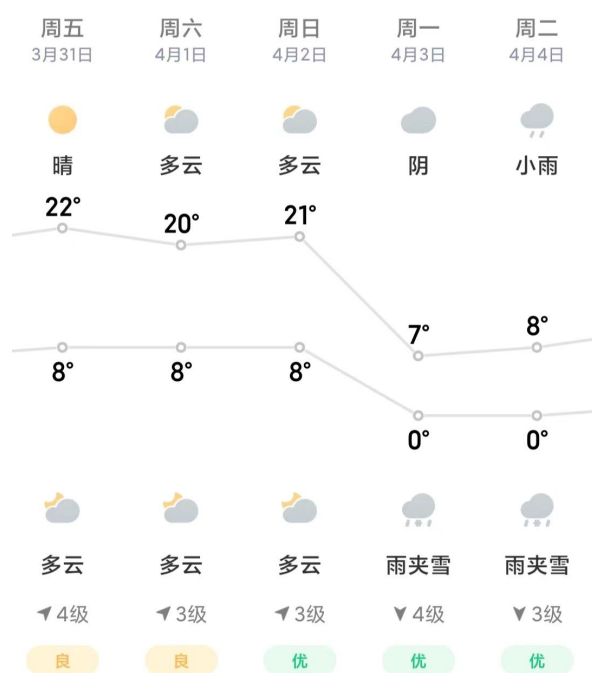 周五 周六 周日 周一 周二
3月31日 4月1日 4月2日 4月3日 4月4日
晴 多云 多云 阴 小雨
22° 20° 21° 7° 8°
8° 8° 8° 0° 0°
多云 多云 多云 雨夹雪 雨夹雪
4级 3级 3级 4级 3级
良 良 优 优 优